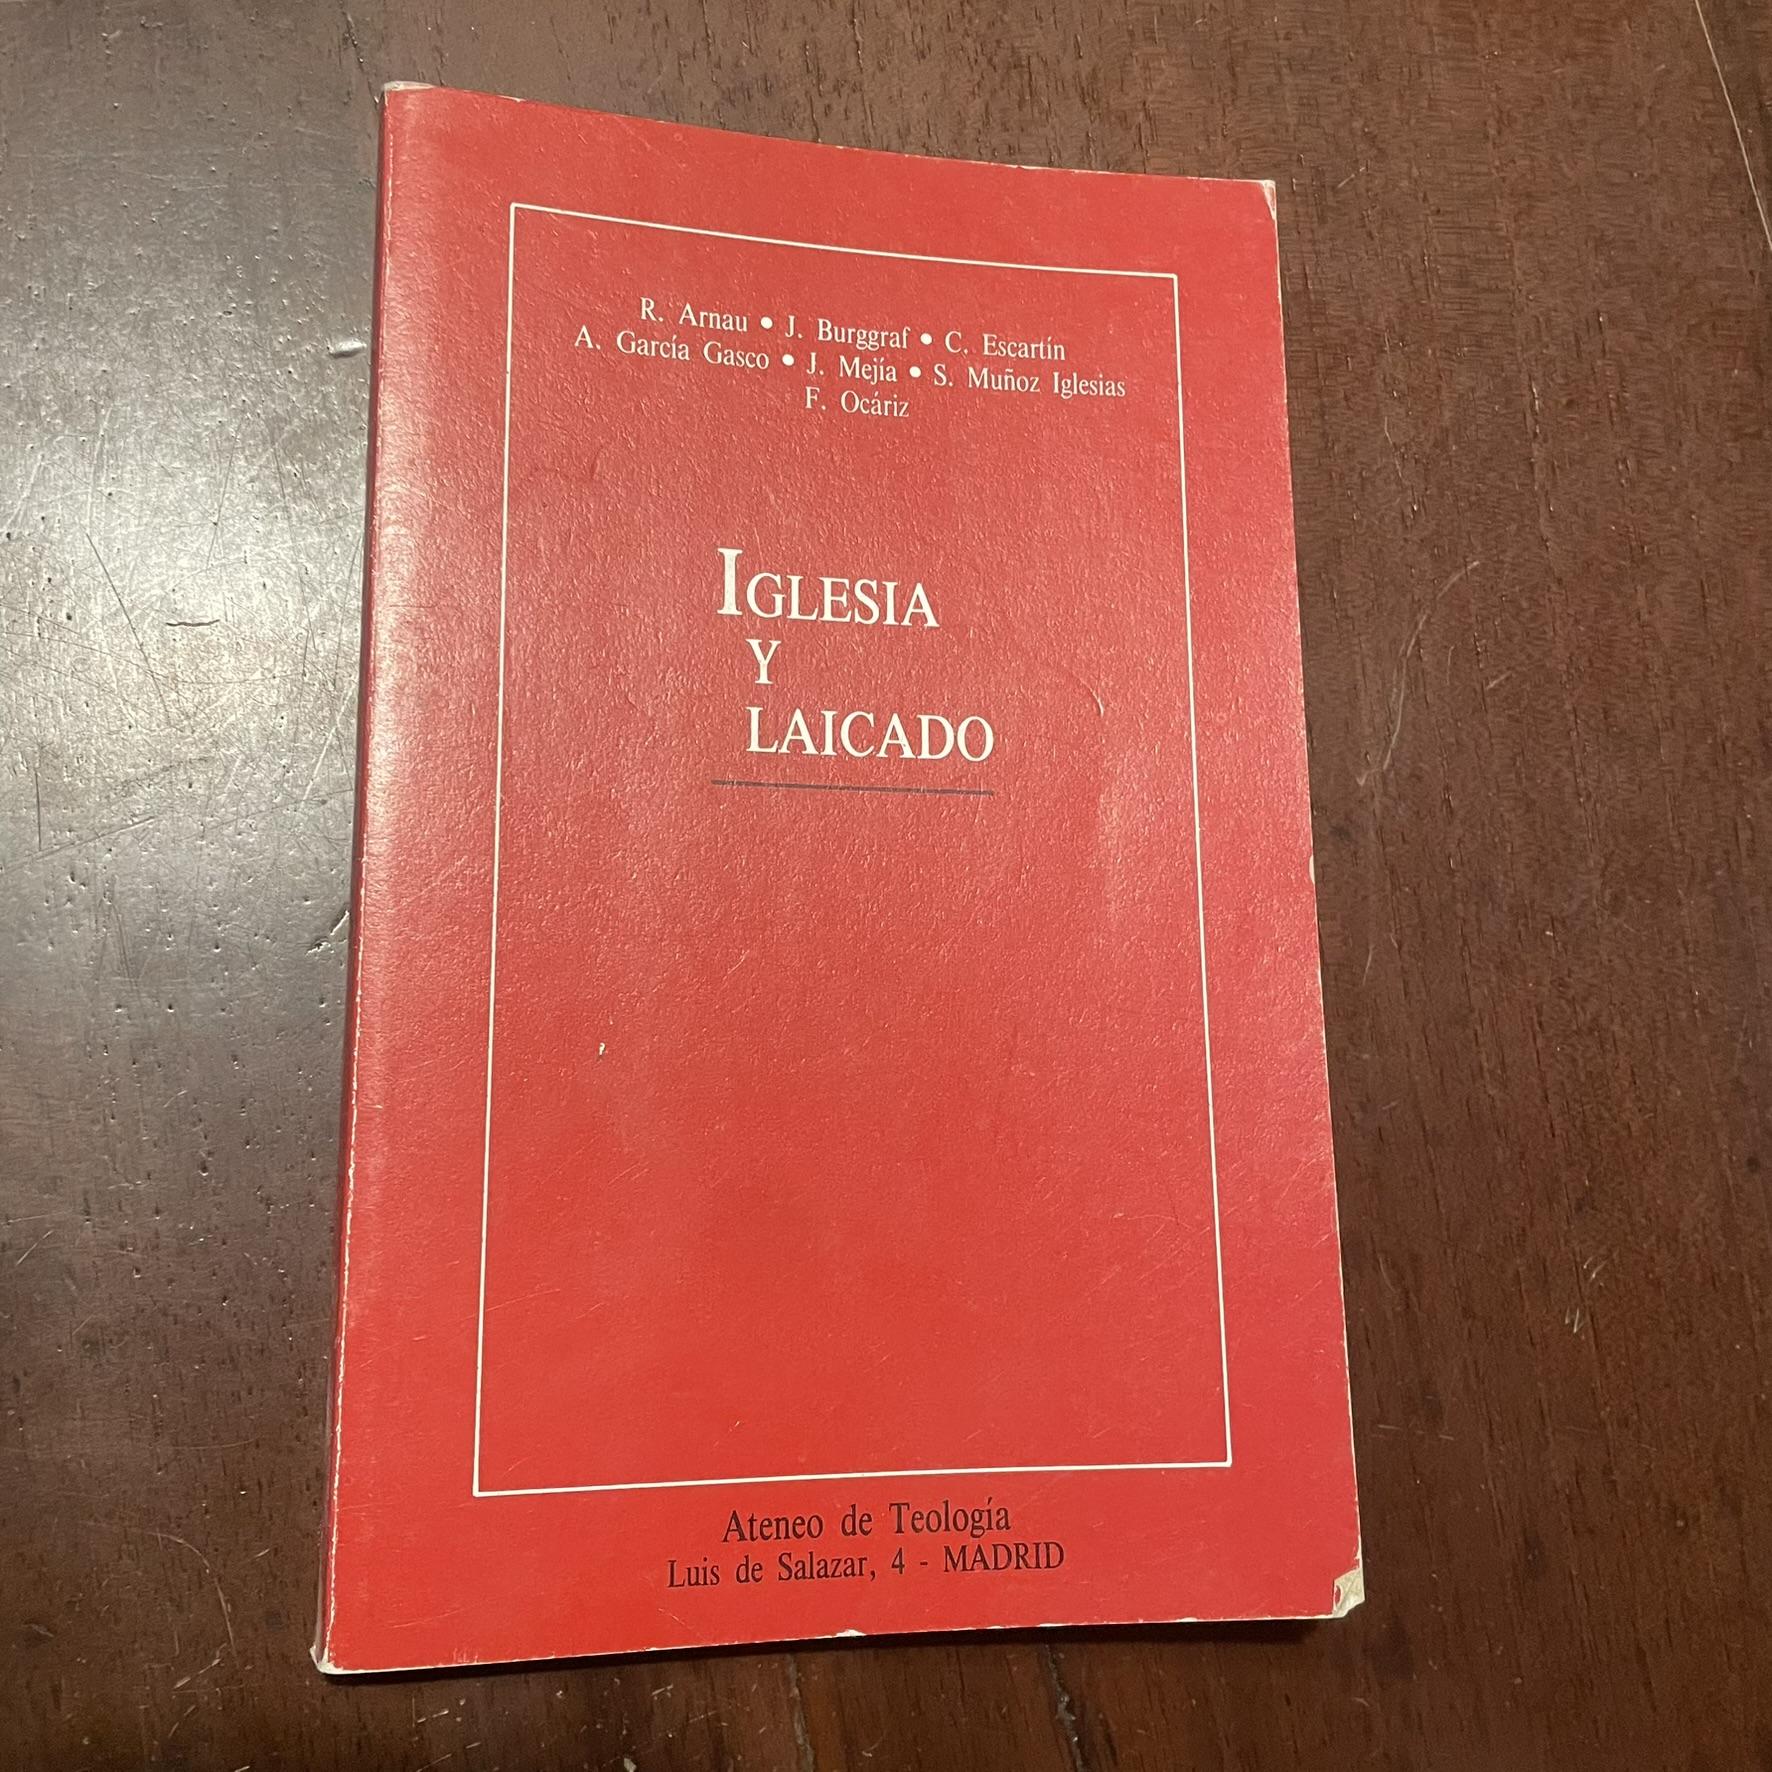 R. Arnau • J. Burggraf • C. Escartín
A. García Gasco • J. Mejía • S. Muñoz Iglesias
F. Ocáriz
IGLESIA
Y
LAICADO
Ateneo de Teología
Luis de Salazar, 4 - MADRID